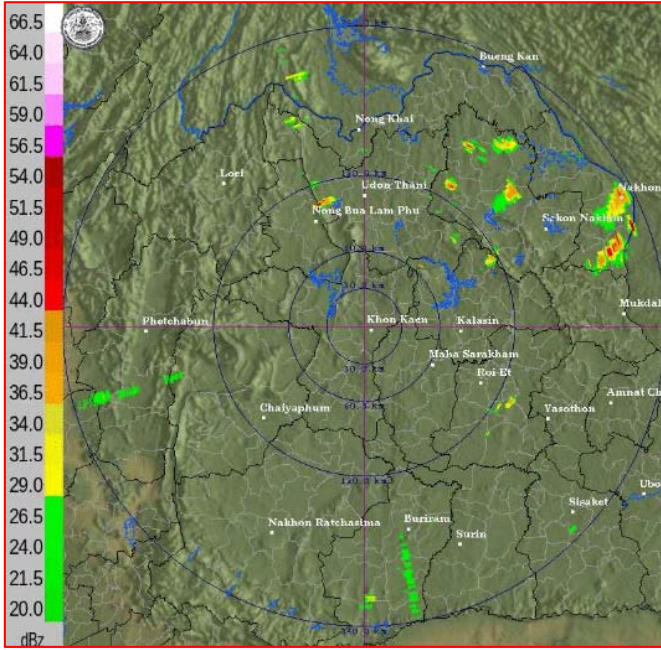 66.5
64.0
61.5
59.0
56.5
54.0
51.5
49.0
46.5
44.0
41.5
39.0
36.5
34.0
31.5
29.0
26.5
24.0
21.5
20.0
dBz
Bueng Kan
Nong Khai
Loei
Udon Thani
Nakhon
Nong Bua Lam Phu
Sakon Nakhon
Mukdah
Phetchabun
Khon Kaen
Kalasin
Maha Sarakham
Roi-Et
Amnat Ch
Chaiyaphum
Yasothon
Ubo
Sisaket
Nakhon Ratchasima
Buriram
Surin